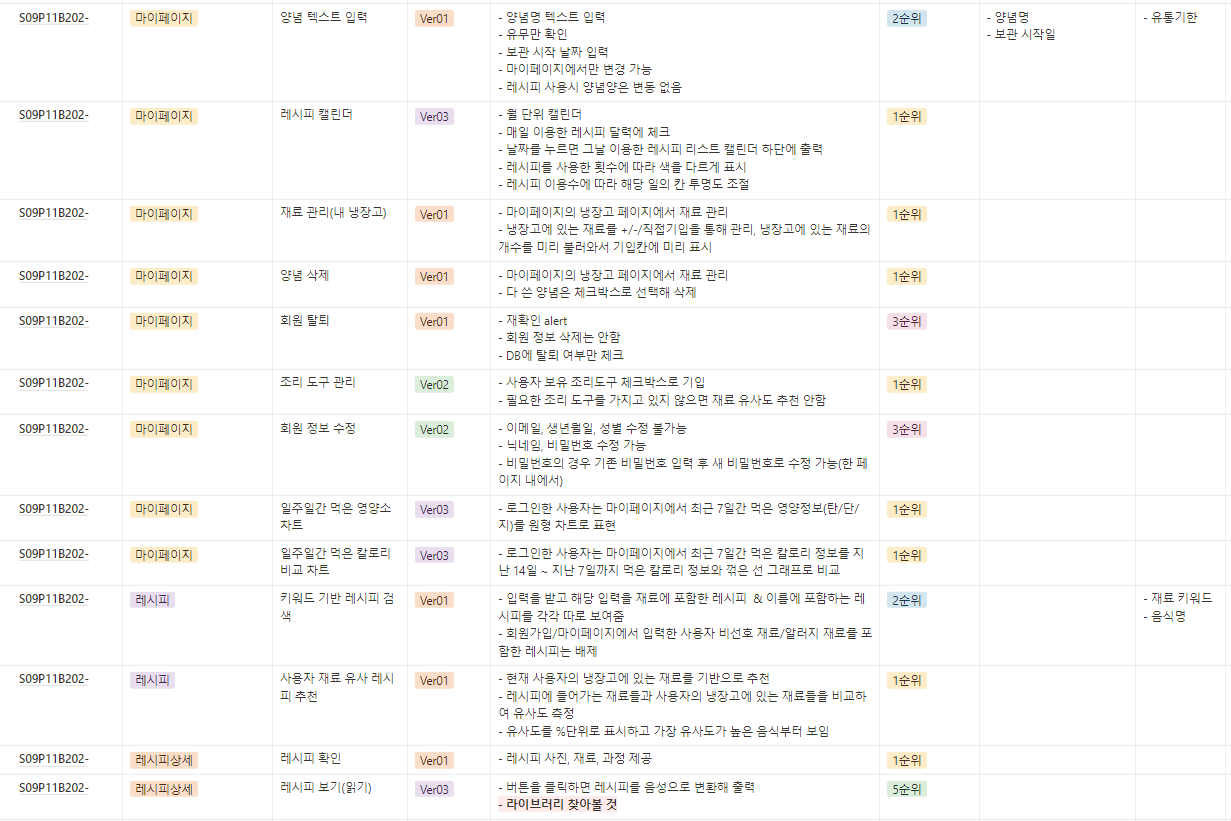 S09P11B202-
마이페이지
양념 텍스트 입력
Ver01
- 양념명 텍스트 입력
- 유무만 확인
- 보관 시작 날짜 입력
- 마이페이지에서만 변경 가능
- 레시피 사용시 양념양은 변동 없음
2순위
- 양념명
- 보관 시작일
- 유통기한
S09P11B202-
마이페이지
레시피 캘린더
Ver03
- 월 단위 캘린더
- 매일 이용한 레시피 달력에 체크
- 날짜를 누르면 그날 이용한 레시피 리스트 캘린더 하단에 출력
- 레시피를 사용한 횟수에 따라 색을 다르게 표시
- 레시피 이용수에 따라 해당 일의 칸 투명도 조절
1순위
S09P11B202-
마이페이지
재료 관리(내 냉장고)
Ver01
- 마이페이지의 냉장고 페이지에서 재료 관리
- 냉장고에 있는 재료를 +/-/직접기입을 통해 관리, 냉장고에 있는 재료의
개수를 미리 불러와서 기입칸에 미리 표시
1순위
S09P11B202-
마이페이지
양념 삭제
Ver01
- 마이페이지의 냉장고 페이지에서 재료 관리
- 다 쓴 양념은 체크박스로 선택해 삭제
1순위
S09P11B202-
마이페이지
회원 탈퇴
Ver01
- 재확인 alert
- 회원 정보 삭제는 안함
- DB에 탈퇴 여부만 체크
3순위
S09P11B202-
마이페이지
조리 도구 관리
Ver02
- 사용자 보유 조리도구 체크박스로 기입
- 필요한 조리 도구를 가지고 있지 않으면 재료 유사도 추천 안함
1순위
S09P11B202-
마이페이지
회원 정보 수정
Ver02
- 이메일, 생년월일, 성별 수정 불가능
- 닉네임, 비밀번호 수정 가능
- 비밀번호의 경우 기존 비밀번호 입력 후 새 비밀번호로 수정 가능(한 페
이지 내에서)
3순위
S09P11B202-
마이페이지
일주일간 먹은 영양소
차트
Ver03
- 로그인한 사용자는 마이페이지에서 최근 7일간 먹은 영양정보(탄/단/
지)를 원형 차트로 표현
1순위
S09P11B202-
마이페이지
일주일간 먹은 칼로리
비교 차트
Ver03
- 로그인한 사용자는 마이페이지에서 최근 7일간 먹은 칼로리 정보를 지
난 14일 ~ 지난 7일까지 먹은 칼로리 정보와 꺾은 선 그래프로 비교
1순위
S09P11B202-
레시피
키워드 기반 레시피 검
색
Ver01
- 입력을 받고 해당 입력을 재료에 포함한 레시피 & 이름에 포함하는 레
시피를 각각 따로 보여줌
- 회원가입/마이페이지에서 입력한 사용자 비선호 재료/알러지 재료를 포
함한 레시피는 배제
2순위
- 재료 키워드
- 음식명
S09P11B202-
레시피
사용자 재료 유사 레시
피 추천
Ver01
- 현재 사용자의 냉장고에 있는 재료를 기반으로 추천
- 레시피에 들어가는 재료들과 사용자의 냉장고에 있는 재료들을 비교하
여 유사도 측정
- 유사도를 %단위로 표시하고 가장 유사도가 높은 음식부터 보임
1순위
S09P11B202-
레시피상세
레시피 확인
Ver01
- 레시피 사진, 재료, 과정 제공
1순위
S09P11B202-
레시피상세
레시피 보기(읽기)
Ver03
- 버튼을 클릭하면 레시피를 음성으로 변환해 출력
- 라이브러리 찾아볼 것
5순위